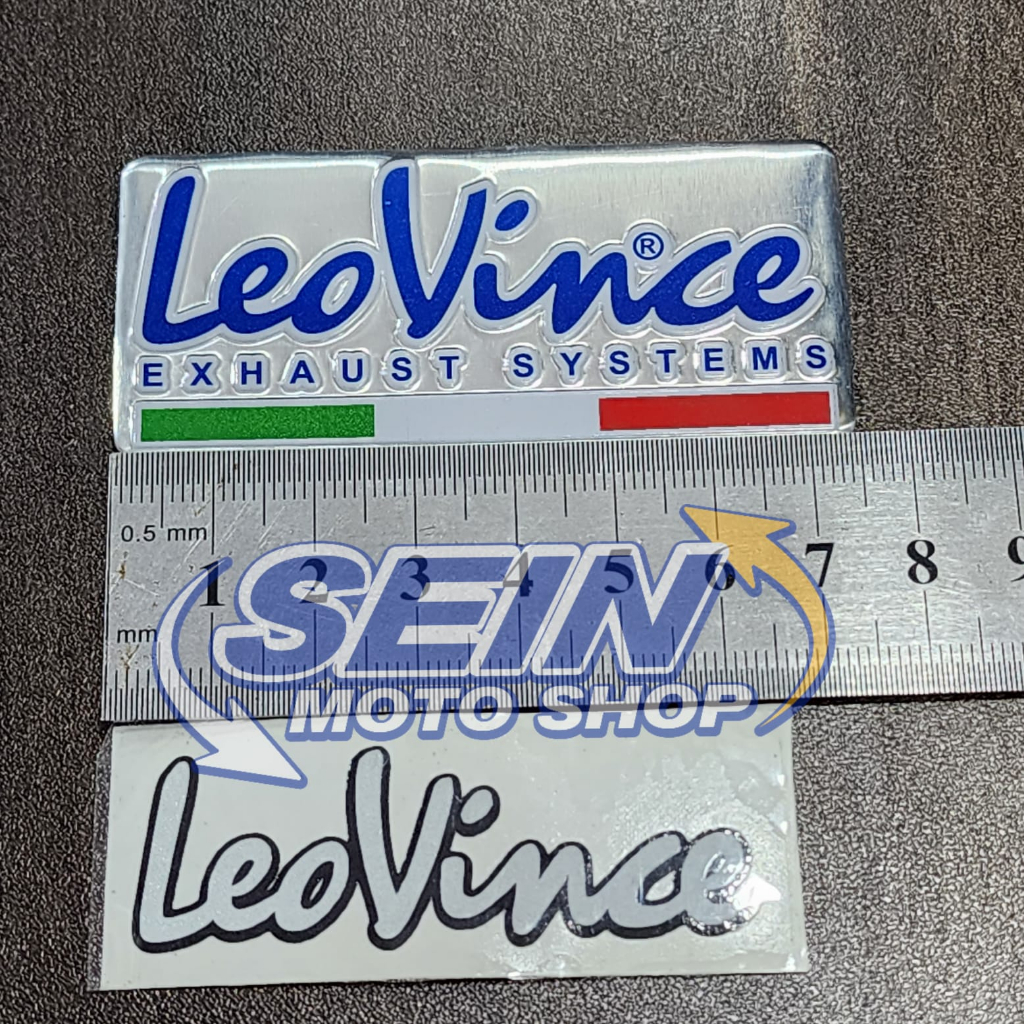 LeoVince®
EXHAUST SYSTEMS
0.5 mm
1 2 3 4 5 6 7 8 9
mm
SEIN
MOTO SHOP
LeoVince